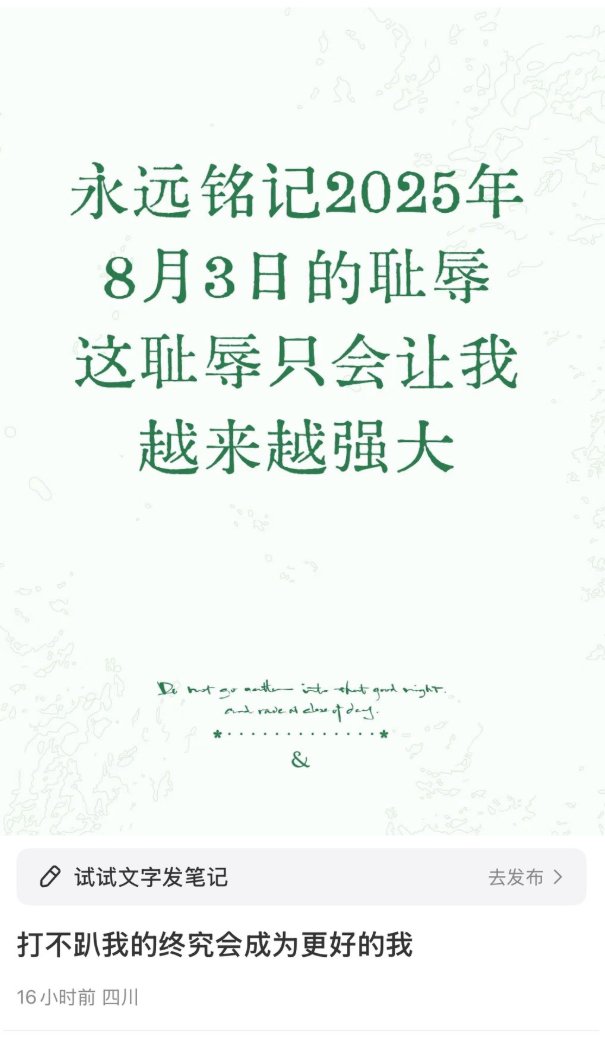 永远铭记2025年
8月3日的耻辱
这耻辱只会让我
越来越强大
Do not go gentle into that good night.
and rave at close of day.
&
试试文字发笔记
去发布
打不趴我的终究会成为更好的我
16小时前 四川